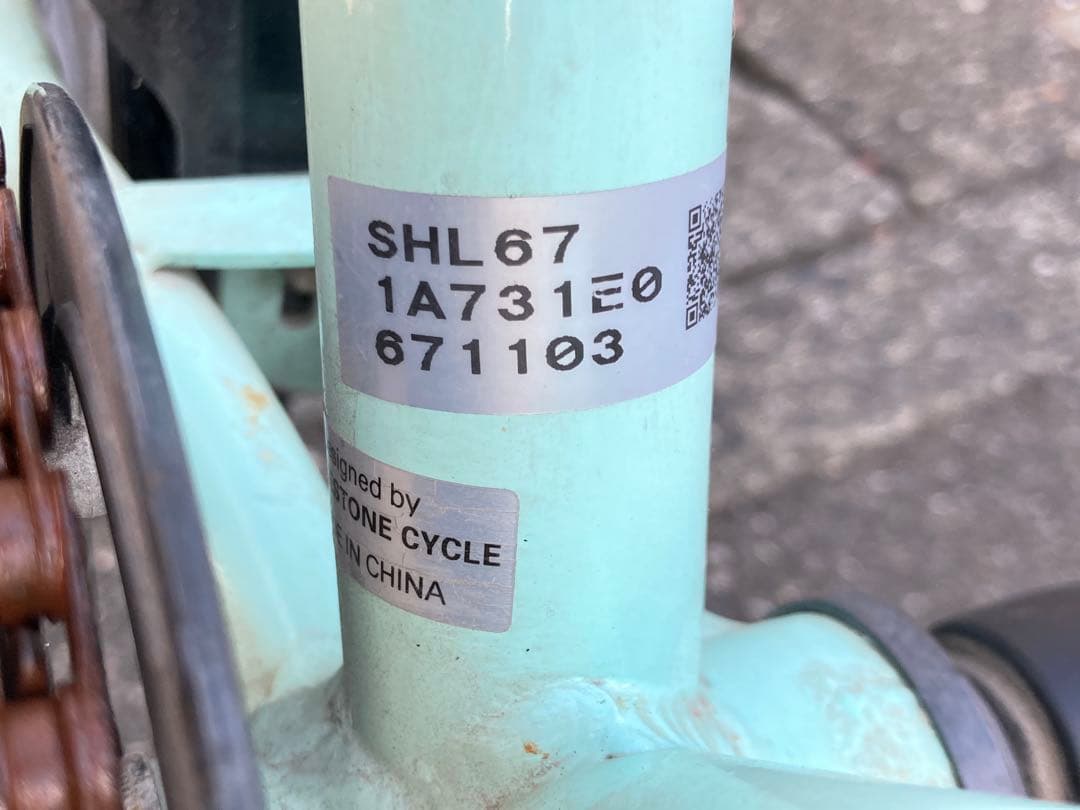 SHL67
1A731E0
671103
signed by
STONE CYCLE
E IN CHINA